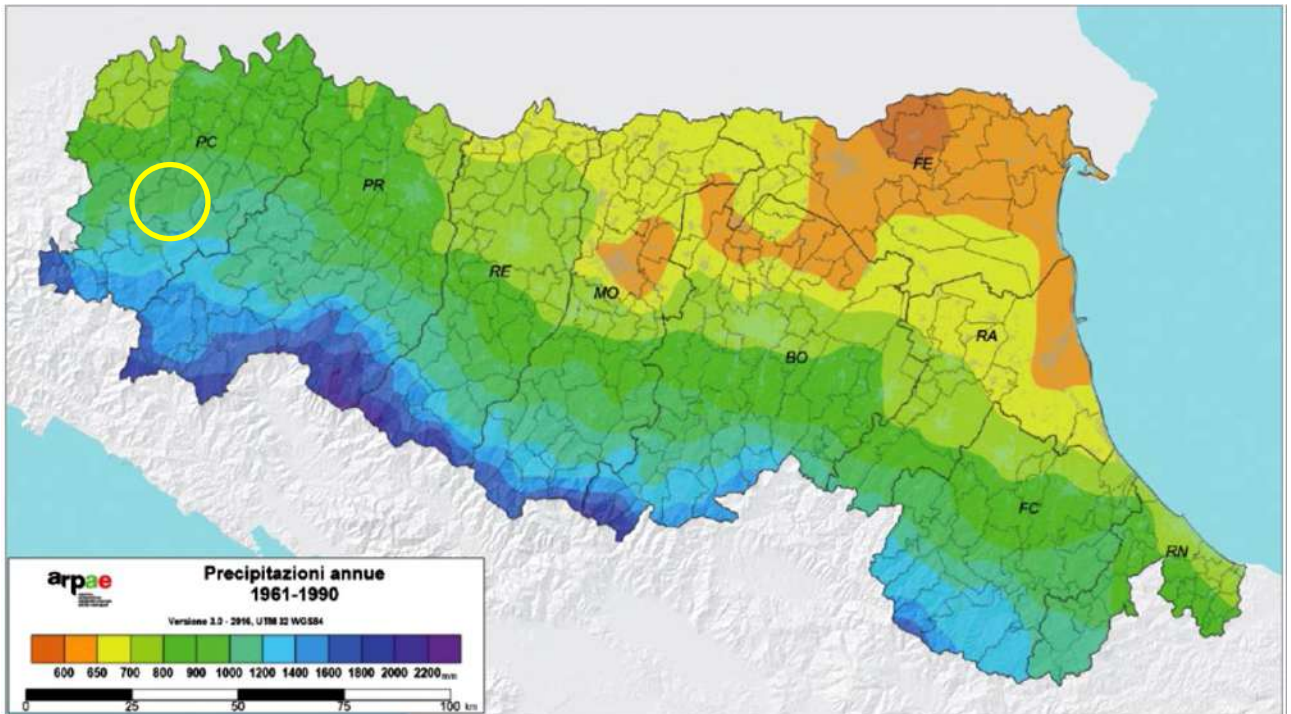 PC
PR
FE
RE
MO
RA
BO
FC
RN
arpae
Precipitazioni annue
1961-1990
Versione 3.0 - 2016, UTM 32 WGS84
600 650 700 800 900 1000 1200 1400 1600 1800 2000 2200 mm
0 25 50 75 100 km